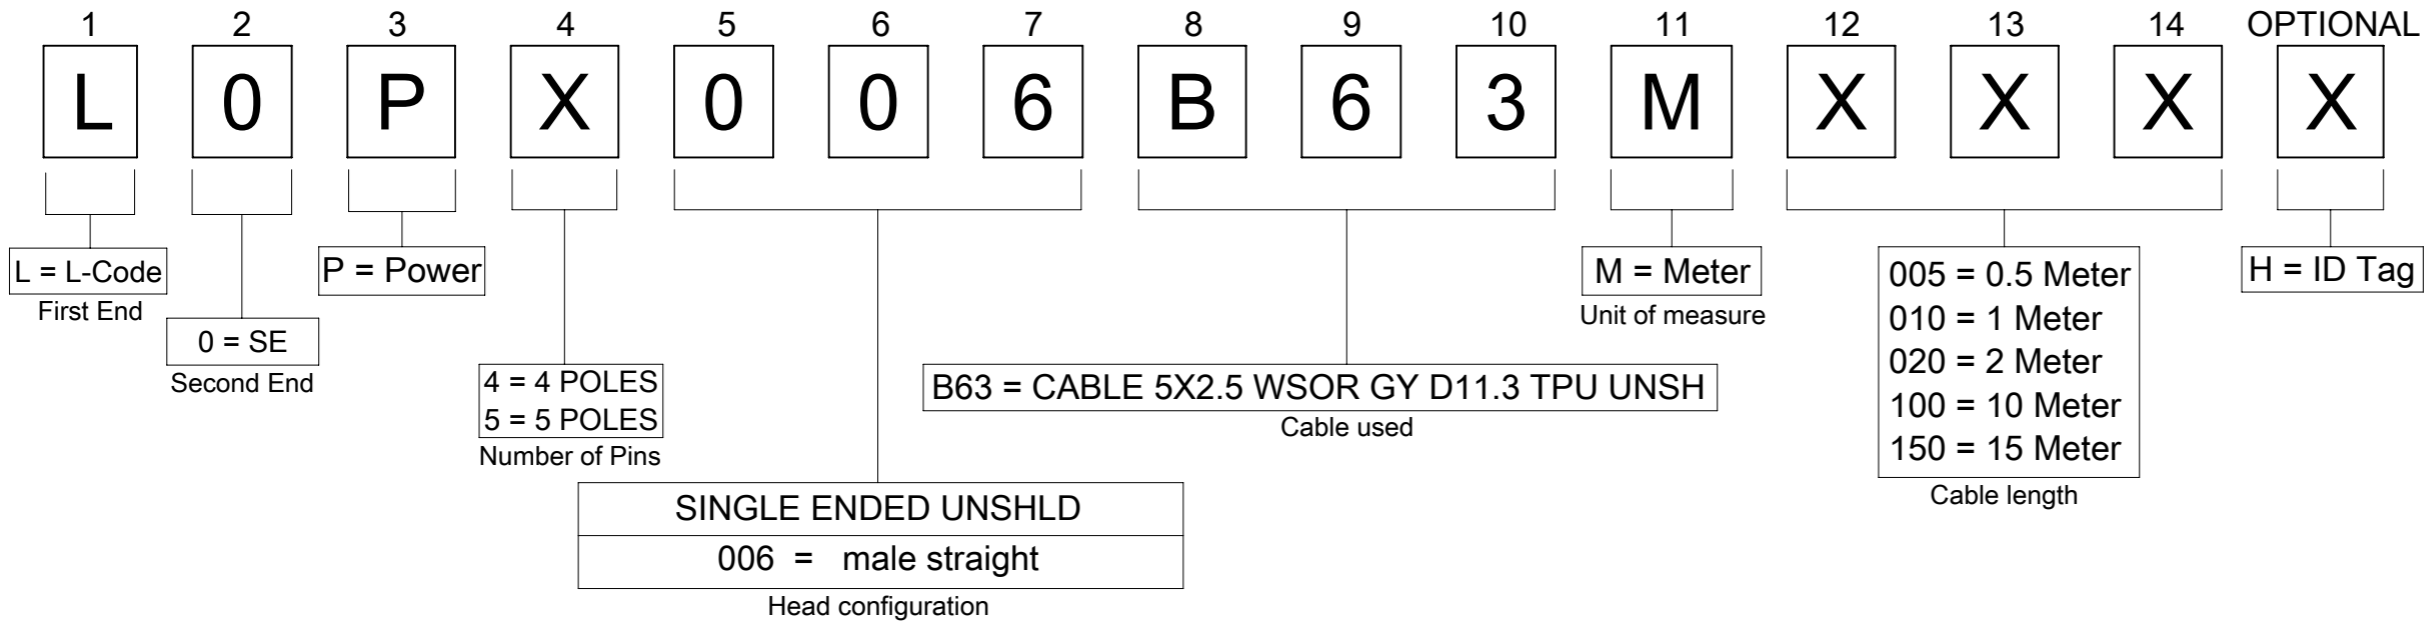 1 2 3 4 5 6 7 8 9 10 11 12 13 14 OPTIONAL
L 0 P X 0 0 6 B 6 3 M X X X X
L = L-Code
First End
0 = SE
Second End
P = Power
4 = 4 POLES
5 = 5 POLES
Number of Pins
SINGLE ENDED UNSHLD
006 = male straight
Head configuration
B63 = CABLE 5X2.5 WSOR GY D11.3 TPU UNSH
Cable used
M = Meter
Unit of measure
005 = 0.5 Meter
010 = 1 Meter
020 = 2 Meter
100 = 10 Meter
150 = 15 Meter
Cable length
H = ID Tag